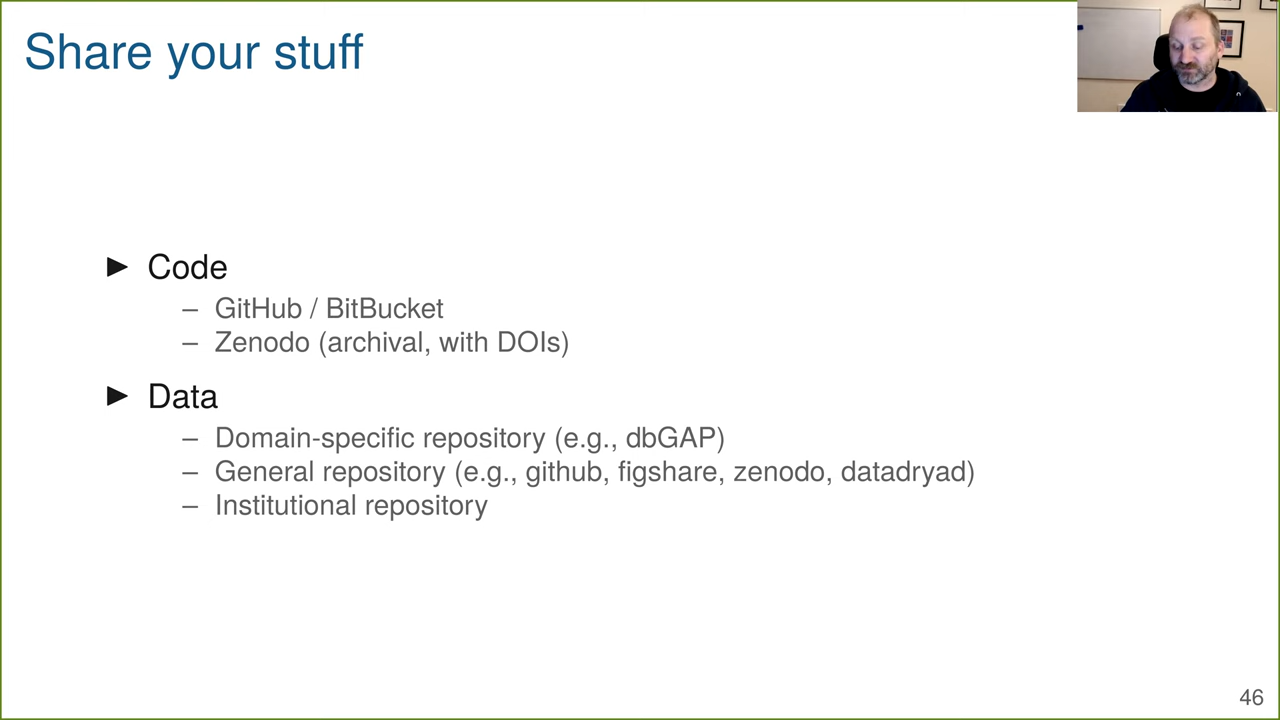 Share your stuff
Code
– GitHub / BitBucket
– Zenodo (archival, with DOIs)
Data
– Domain-specific repository (e.g., dbGAP)
– General repository (e.g., github, figshare, zenodo, datadryad)
– Institutional repository
46